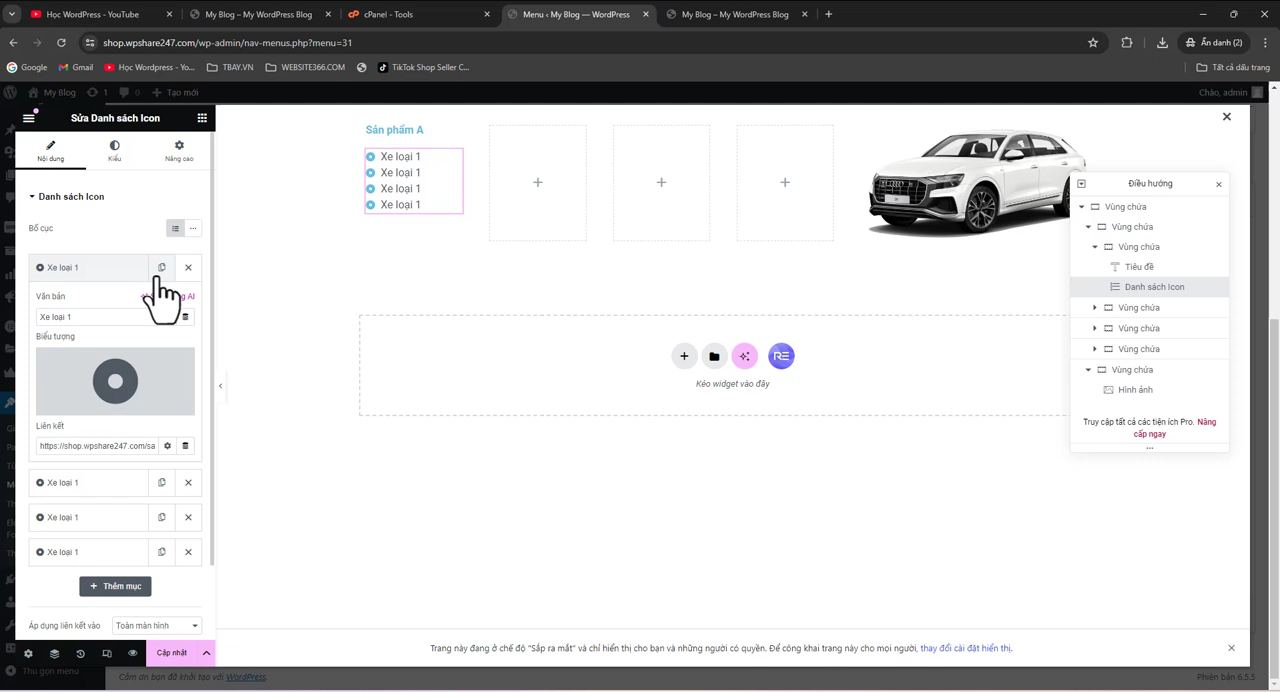 Học WordPress - YouTube
My Blog – My WordPress Blog
cPanel - Tools
Menu ‹ My Blog — WordPress
My Blog – My WordPress Blog
shop.wpshare247.com/wp-admin/nav-menus.php?menu=31
Ẩn danh (2)
Google
Gmail
Học Wordpress - Yo...
TBAY.VN
WEBSITE366.COM
TikTok Shop Seller C...
Tất cả dấu trang
My Blog
1
0
Tạo mới
Chào, admin
Sửa Danh sách Icon
Nội dung
Kiểu
Nâng cao
Danh sách Icon
Bố cục
Xe loại 1
Văn bản
AI
Xe loại 1
Biểu tượng
Liên kết
https://shop.wpshare247.com/sa
Xe loại 1
Xe loại 1
Xe loại 1
Thêm mục
Áp dụng liên kết vào
Toàn màn hình
Cập nhật
Sản phẩm A
Xe loại 1
Xe loại 1
Xe loại 1
Xe loại 1
Kéo widget vào đây
Điều hướng
Vùng chứa
Vùng chứa
Vùng chứa
Tiêu đề
Danh sách Icon
Vùng chứa
Vùng chứa
Vùng chứa
Vùng chứa
Hình ảnh
Truy cập tất cả các tiện ích Pro. Nâng
cấp ngay
Trang này đang ở chế độ "Sắp ra mắt" và chỉ hiển thị cho bạn và những người có quyền. Để công khai trang này cho mọi người, thay đổi cài đặt hiển thị.
Thu gọn menu
Cảm ơn bạn đã khởi tạo với WordPress.
Phiên bản 6.5.5